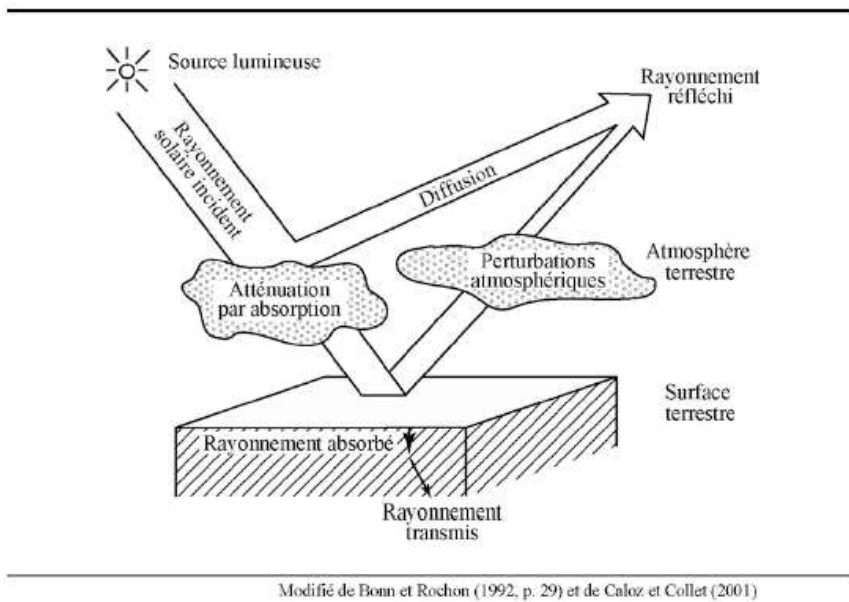 Source lumineuse
Rayonnement
réfléchi
Rayonnement
solaire incident
Diffusion
Atténuation
par absorption
Perturbations
atmosphériques
Atmosphère
terrestre
Surface
terrestre
Rayonnement absorbé
Rayonnement
transmis
Modifié de Bonn et Rochon (1992, p. 29) et de Caloz et Collet (2001)